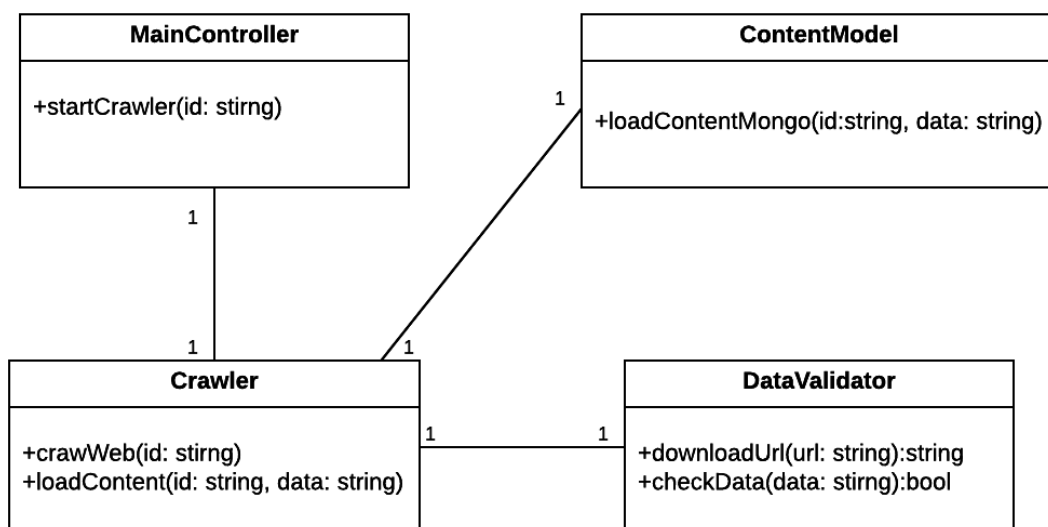 MainController
+startCrawler(id: stirng)
ContentModel
+loadContentMongo(id:string, data: string)
1
1
1
1
Crawler
+crawWeb(id: stirng)
+loadContent(id: string, data: string)
1
1
DataValidator
+downloadUrl(url: string):string
+checkData(data: stirng):bool